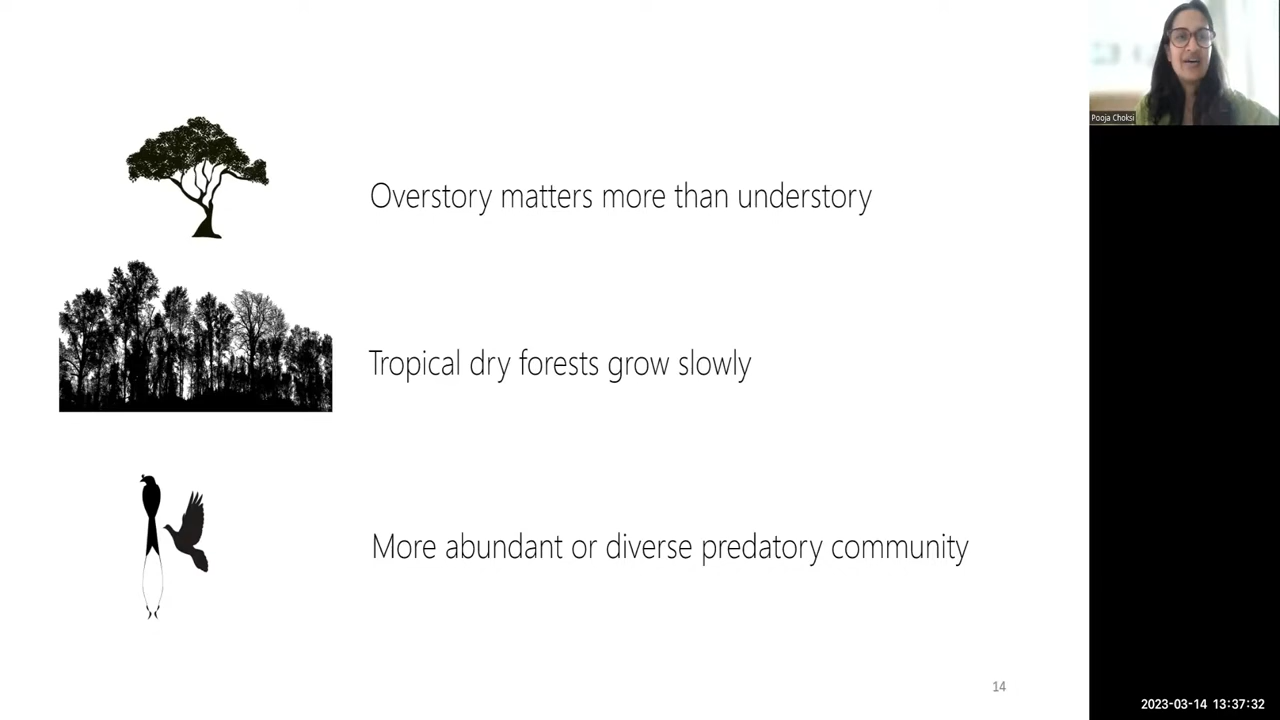 Pooja Choksi
Overstory matters more than understory
Tropical dry forests grow slowly
More abundant or diverse predatory community
14
2023-03-14 13:37:32